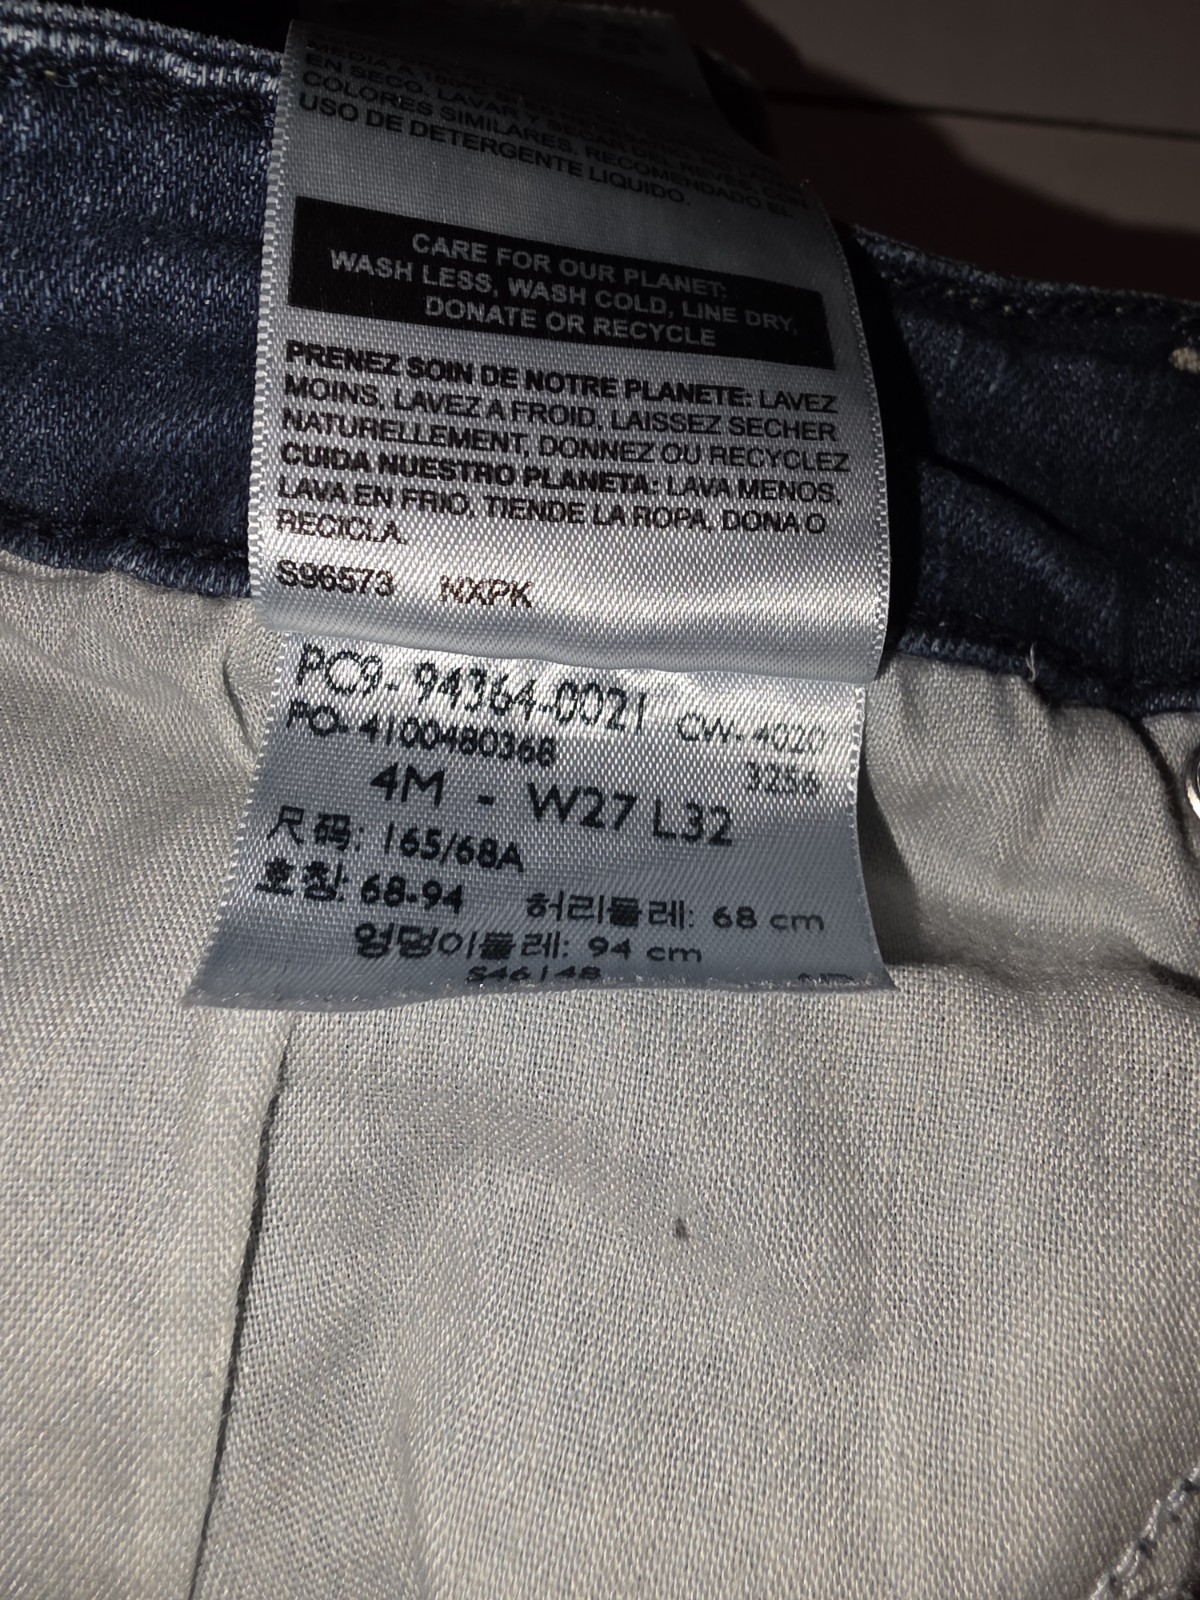 EN SECO. LAVAR Y SECAR
COLORES SIMILARES. RECOMENDADO EL
USO DE DETERGENTE LIQUIDO.
CARE FOR OUR PLANET:
WASH LESS, WASH COLD, LINE DRY,
DONATE OR RECYCLE
PRENEZ SOIN DE NOTRE PLANETE: LAVEZ
MOINS, LAVEZ A FROID, LAISSEZ SECHER
NATURELLEMENT, DONNEZ OU RECYCLEZ
CUIDA NUESTRO PLANETA: LAVA MENOS,
LAVA EN FRIO, TIENDE LA ROPA, DONA O
RECICLA.
S96573 NXPK
PC9-94364-0021 CW-4020
PO-4100480368 3256
4M - W27 L32
尺码: 165/68A
호칭: 68-94 허리둘레: 68 cm
엉덩이둘레: 94 cm
S46148